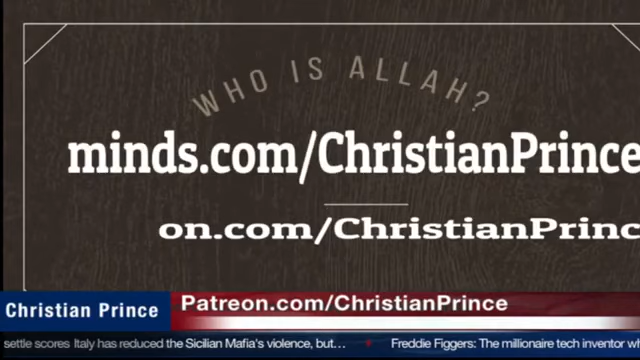 WHO IS ALLAH?
minds.com/ChristianPrince
on.com/ChristianPrinc
Christian Prince
Patreon.com/ChristianPrince
settle scores Italy has reduced the Sicilian Mafia's violence, but… Freddie Figgers: The millionaire tech inventor wi